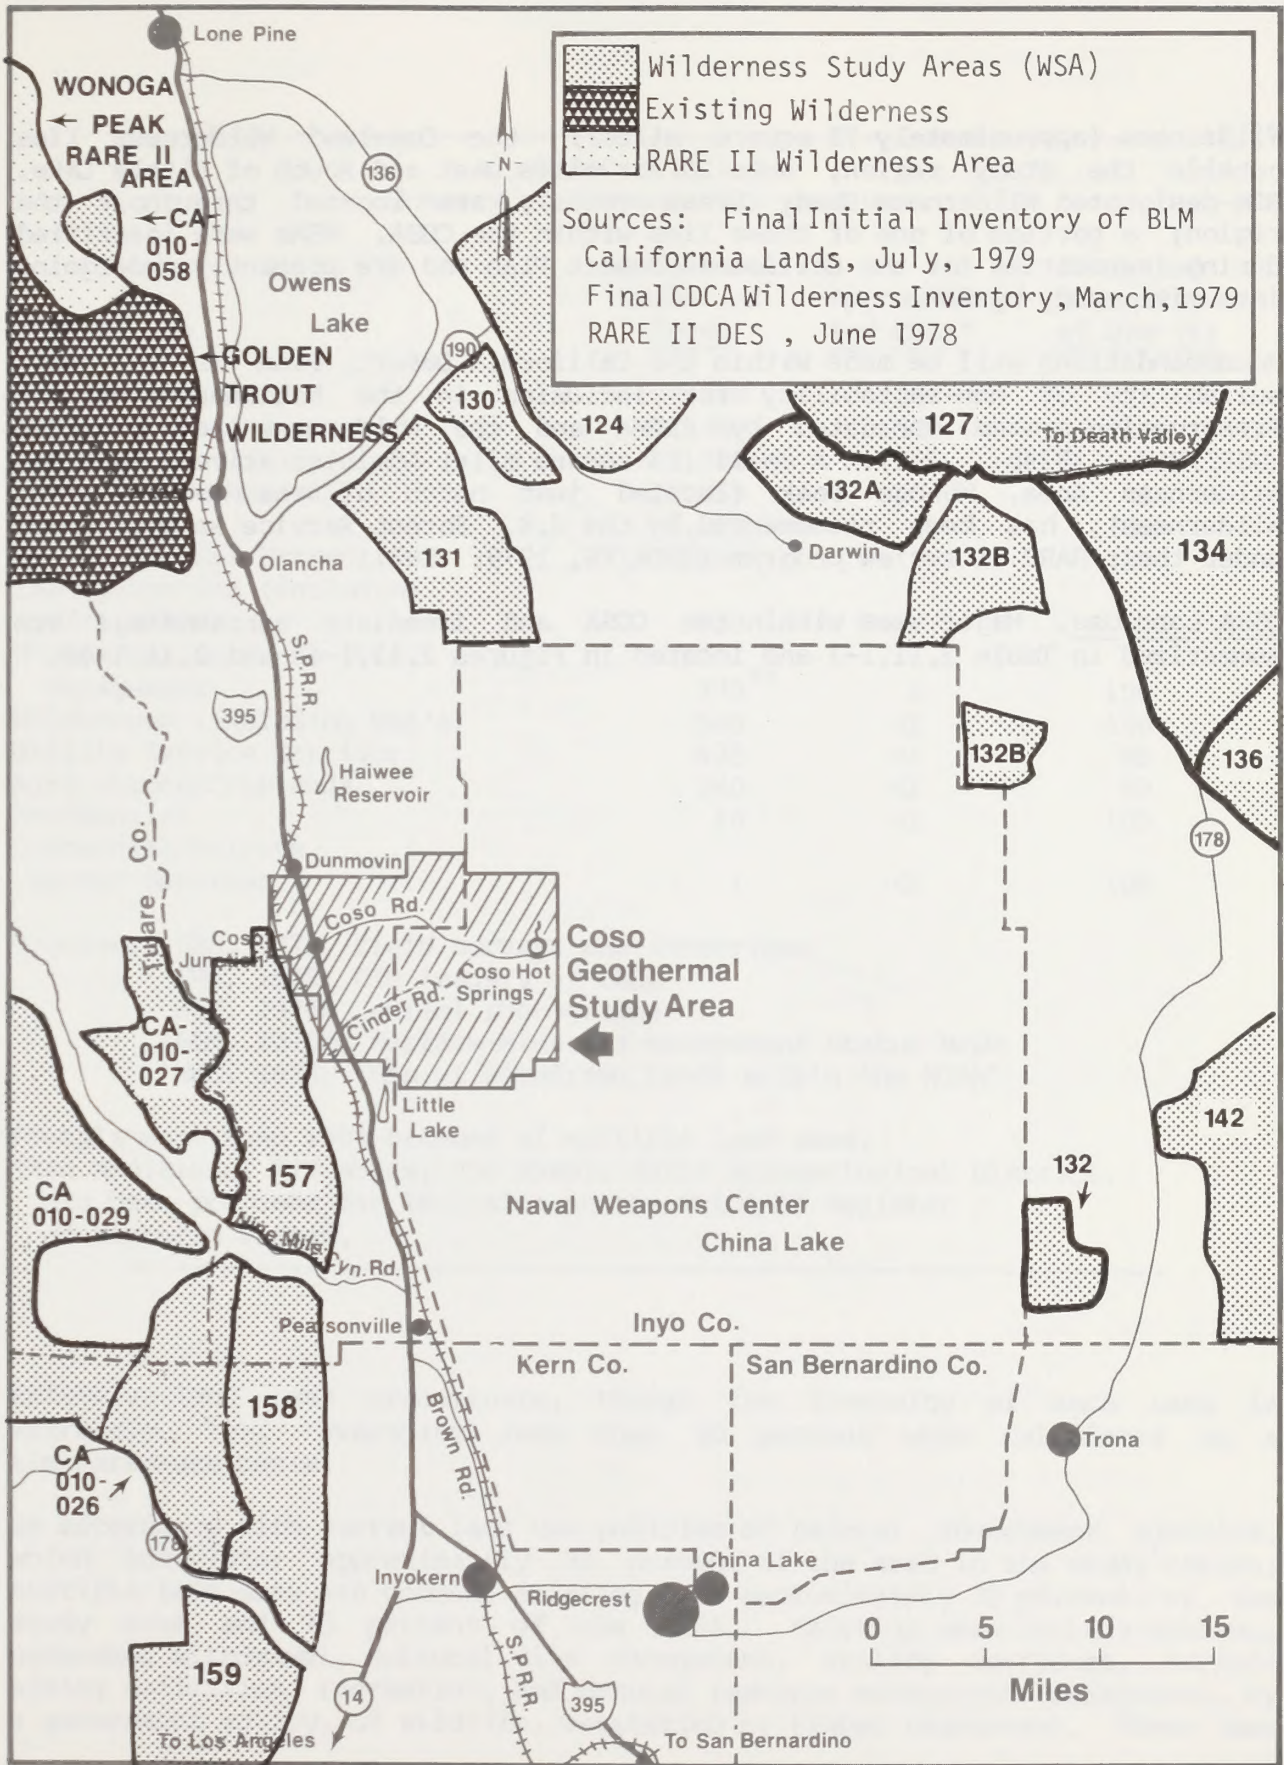 Lone Pine
WONOGA
← PEAK
RARE II
AREA
← CA
010-
058
136
N
Wilderness Study Areas (WSA)
Existing Wilderness
RARE II Wilderness Area
Sources: Final Initial Inventory of BLM
California Lands, July, 1979
Final CDCA Wilderness Inventory, March, 1979
RARE II DES , June 1978
Owens
Lake
190
← GOLDEN
TROUT
WILDERNESS
130
124
127
To Death Valley
132A
131
Olancha
Darwin
132B
134
S.P.R.R.
395
Haiwee
Reservoir
132B
136
178
Tulare Co.
Dunmovin
Coso Rd.
Coso
Junction
Coso Hot
Springs
Cinder Rd.
Coso
Geothermal
Study Area
CA-
010-
027
Little
Lake
142
157
132
CA
010-029
Naval Weapons Center
China Lake
Nine Mile Cyn. Rd.
Pearsonville
Inyo Co.
Kern Co.
San Bernardino Co.
158
Brown Rd.
Trona
CA
010-
026
178
China Lake
Inyokern
Ridgecrest
0 5 10 15
Miles
159
14
S.P.R.R.
395
To Los Angeles
To San Bernardino